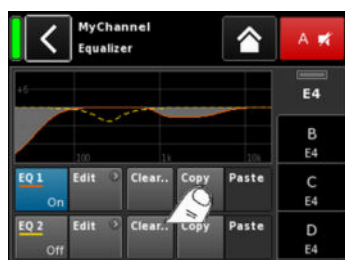 MyChannel
Equalizer
A
E4
+5
100 1k 10k
B
E4
EQ 1 Edit Clear.. Copy Paste
On
C
E4
EQ 2 Edit Clear.. Copy Paste
Off
D
E4